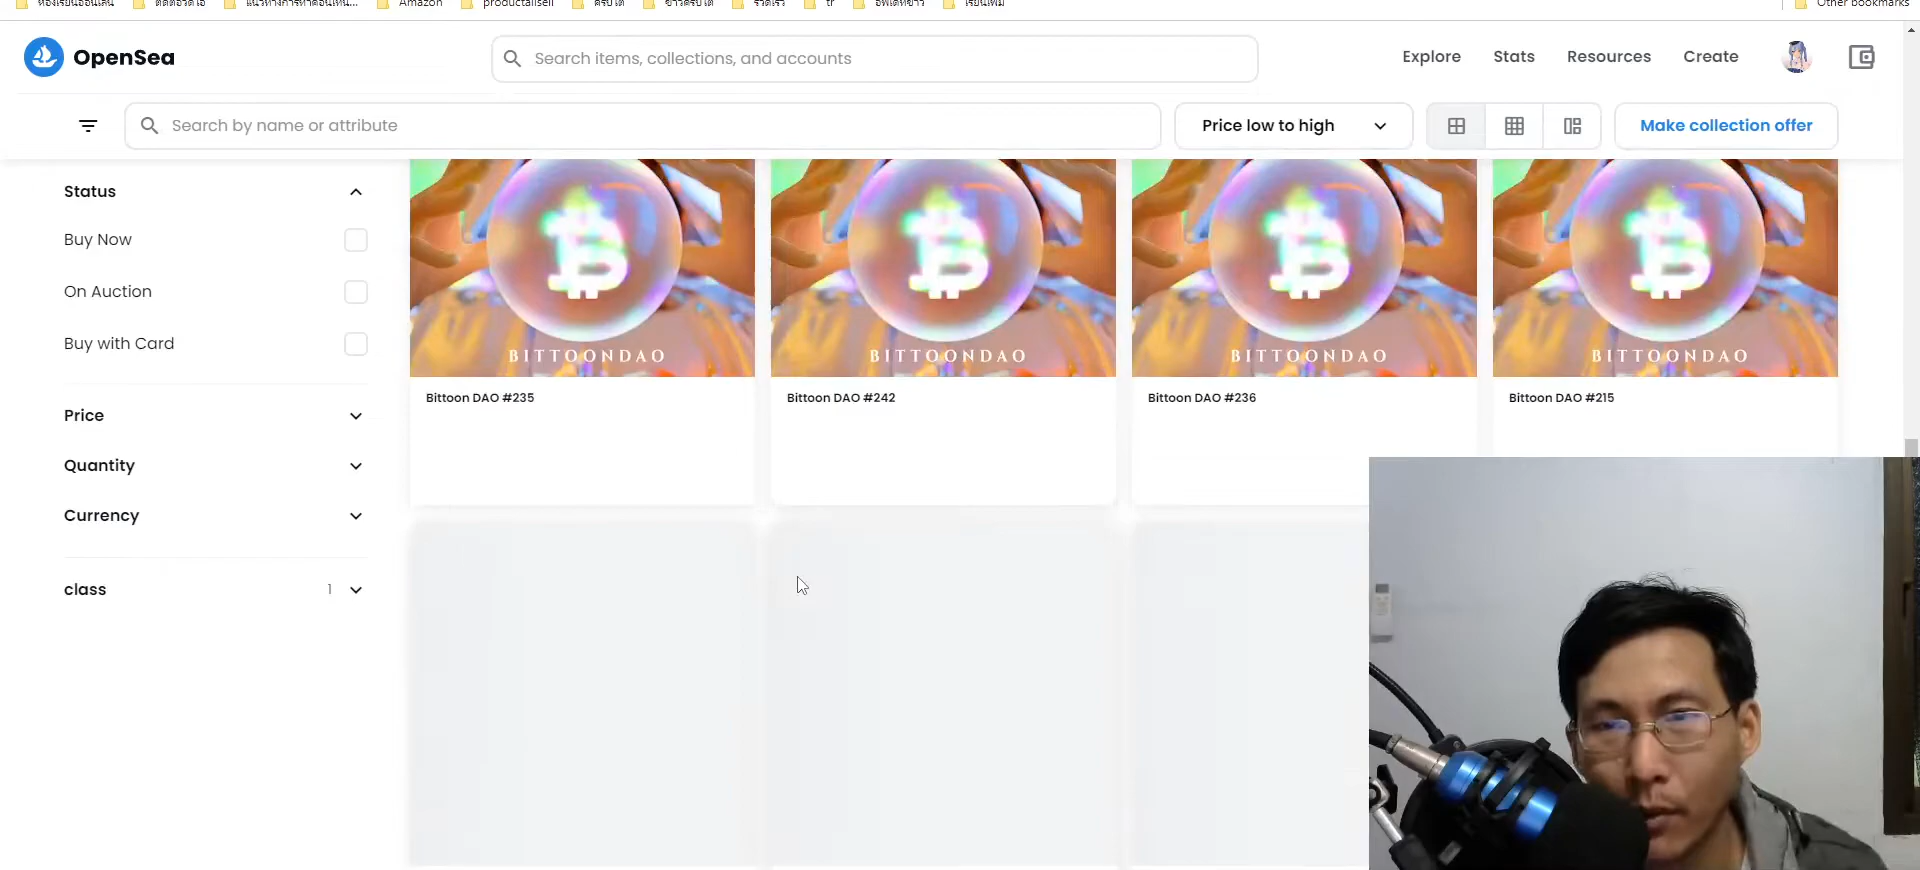 Amazon
productallsell
tr
Other bookmarks
OpenSea
Search items, collections, and accounts
Explore
Stats
Resources
Create
Search by name or attribute
Price low to high
Make collection offer
Status
Buy Now
On Auction
Buy with Card
Price
Quantity
Currency
class
1
BITTOONDAO
BITTOONDAO
BITTOONDAO
BITTOONDAO
Bittoon DAO #235
Bittoon DAO #242
Bittoon DAO #236
Bittoon DAO #215